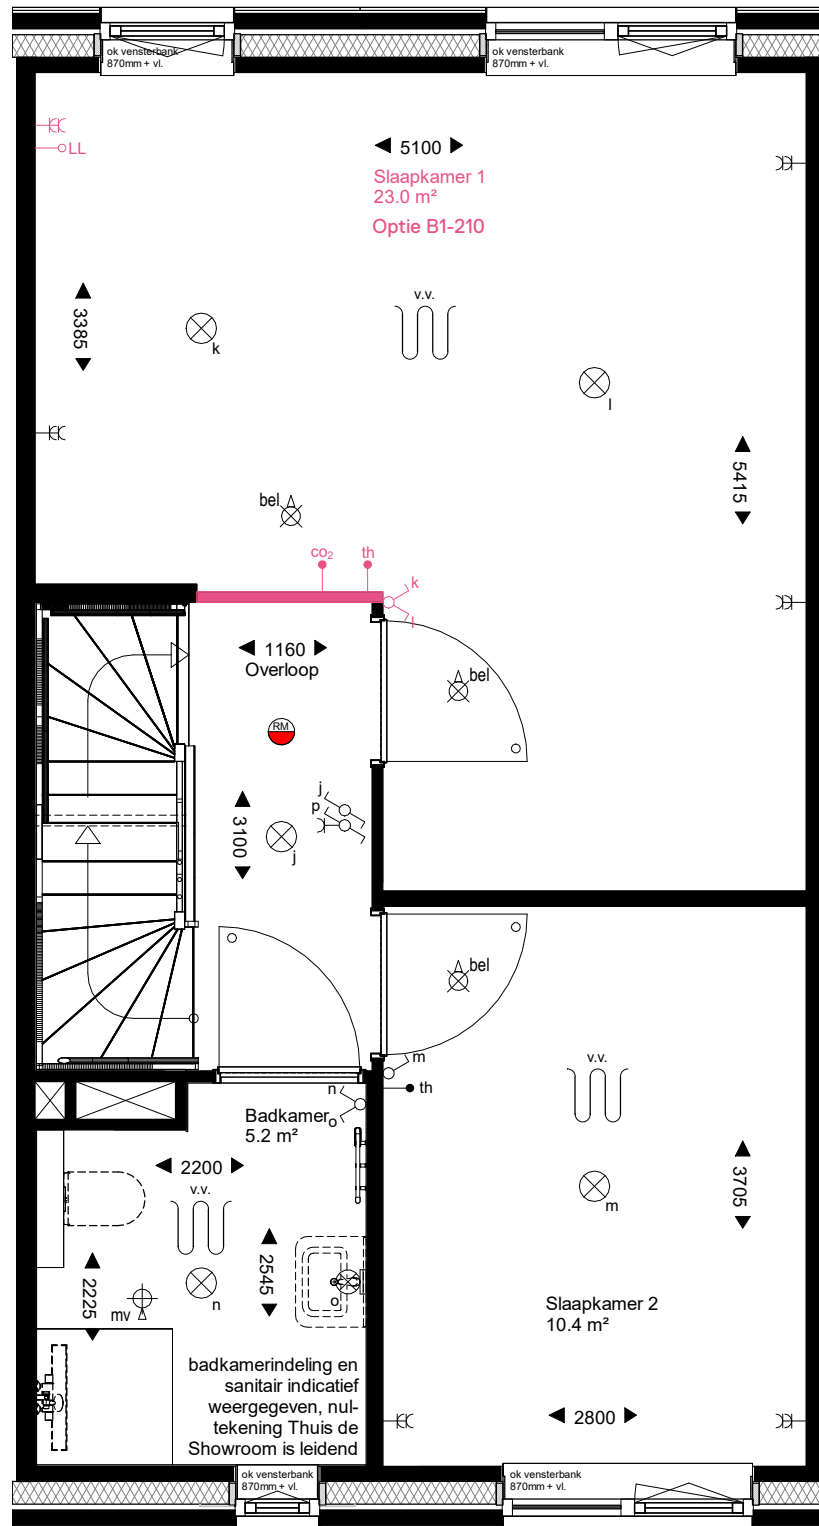 ok vensterbank
870mm + vl.
ok vensterbank
870mm + vl.
LL
5100
Slaapkamer 1
23.0 m²
Optie B1-210
3385
k
v.v.
l
5415
bel
co₂
th
k
l
1160
Overloop
bel
RM
j
p
3100
j
bel
m
th
n
o
Badkamer
5.2 m²
v.v.
2200
v.v.
3705
m
2545
2225
mv
n
Slaapkamer 2
10.4 m²
badkamerindeling en
sanitair indicatief
weergegeven, nul-
tekening Thuis de
Showroom is leidend
2800
ok vensterbank
870mm + vl.
ok vensterbank
870mm + vl.